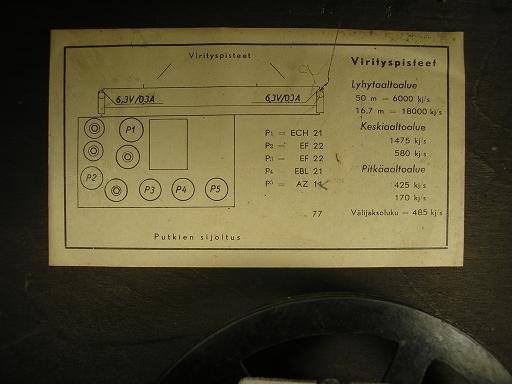 Virityspisteet
6,3V/0,3A
6,3V/0,3A
P1
P2
P3
P4
P5
P1 = ECH 21
P2 = EF 22
P3 = EF 22
P4 EBL 21
P5 = AZ 11
77
Putkien sijoitus
Virityspisteet
Lyhytaaltoalue
50 m = 6000 kj/s
16,7 m = 18000 kj/s
Keskiaaltoalue
1475 kj/s
580 kj/s
Pitkäaaltoalue
425 kj/s
170 kj/s
Välijaksoluku = 485 kj/s